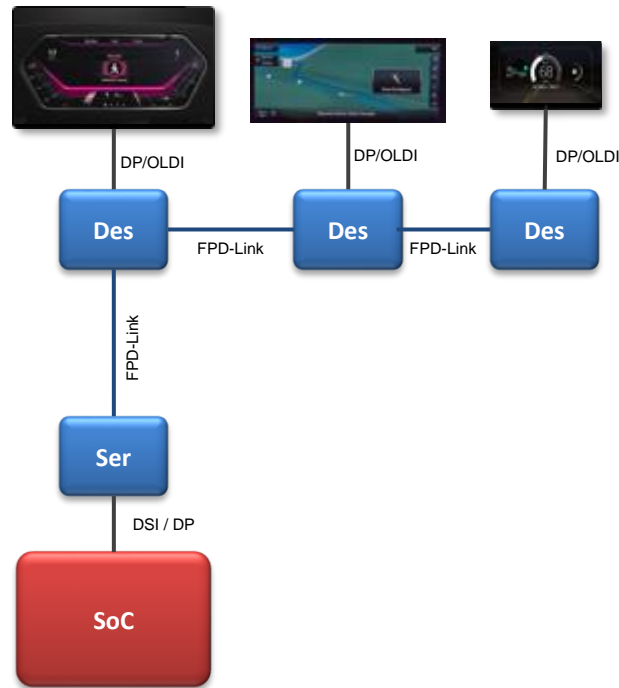 68
DP/OLDI
DP/OLDI
DP/OLDI
Des
Des
Des
FPD-Link
FPD-Link
FPD-Link
Ser
DSI / DP
SoC